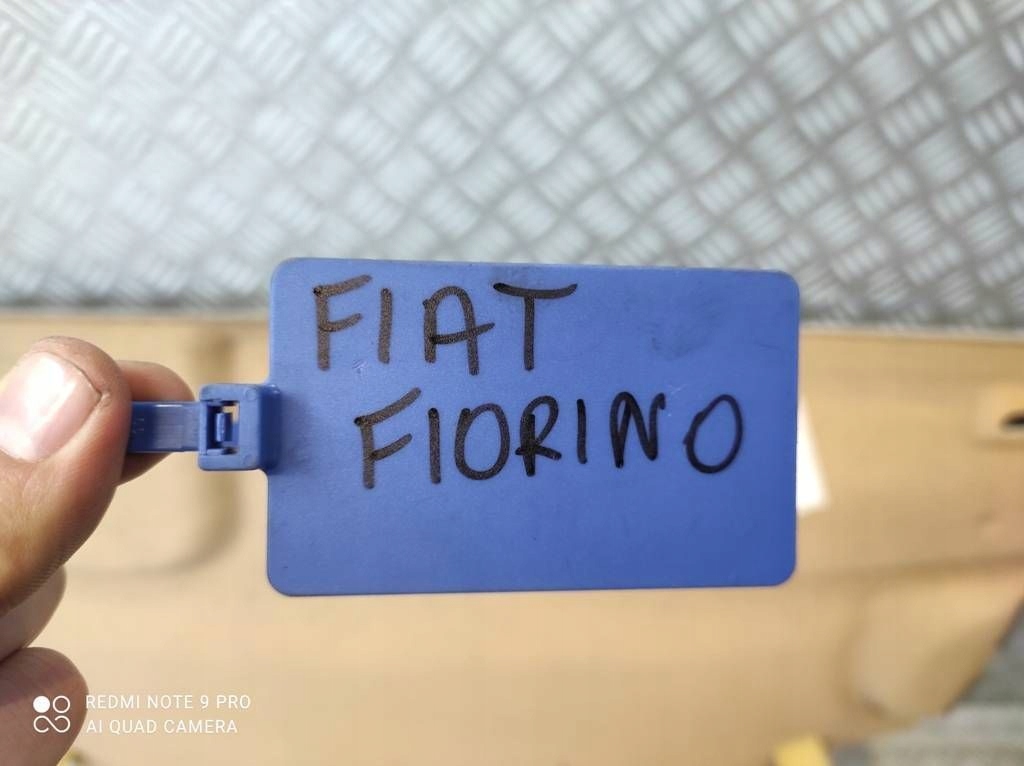 FIAT
FIORINO
REDMI NOTE 9 PRO
AI QUAD CAMERA